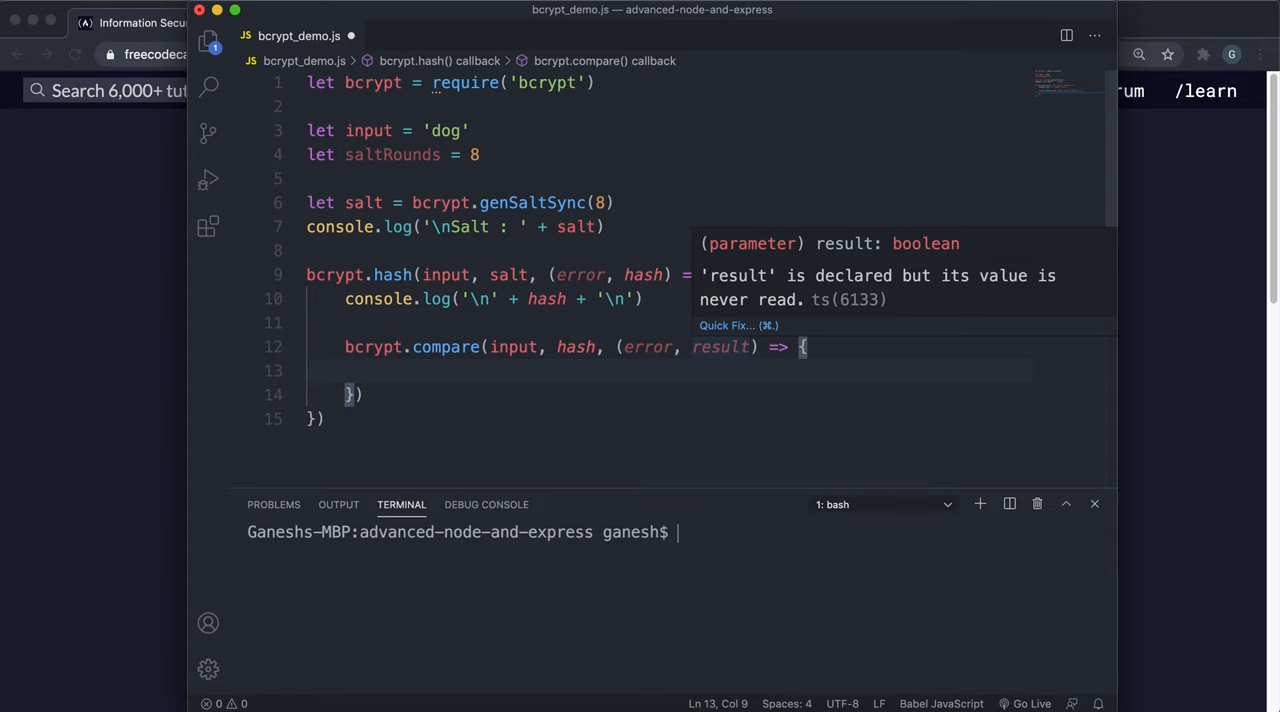 bcrypt_demo.js — advanced-node-and-express
Information Secu
freecodeca
G
Search 6,000+ tut
rum
/learn
1
JS bcrypt_demo.js
JS bcrypt_demo.js › bcrypt.hash() callback › bcrypt.compare() callback
1 let bcrypt = require('bcrypt')
2
3 let input = 'dog'
4 let saltRounds = 8
5
6 let salt = bcrypt.genSaltSync(8)
7 console.log('\nSalt : ' + salt)
8
9 bcrypt.hash(input, salt, (error, hash) =
10 console.log('\n' + hash + '\n')
11
12 bcrypt.compare(input, hash, (error, result) => {
13
14 })
15 })
(parameter) result: boolean
'result' is declared but its value is
never read. ts(6133)
Quick Fix... (⌘.)
PROBLEMS OUTPUT TERMINAL DEBUG CONSOLE
1: bash
Ganeshs-MBP:advanced-node-and-express ganesh$
0 0
Ln 13, Col 9 Spaces: 4 UTF-8 LF Babel JavaScript Go Live